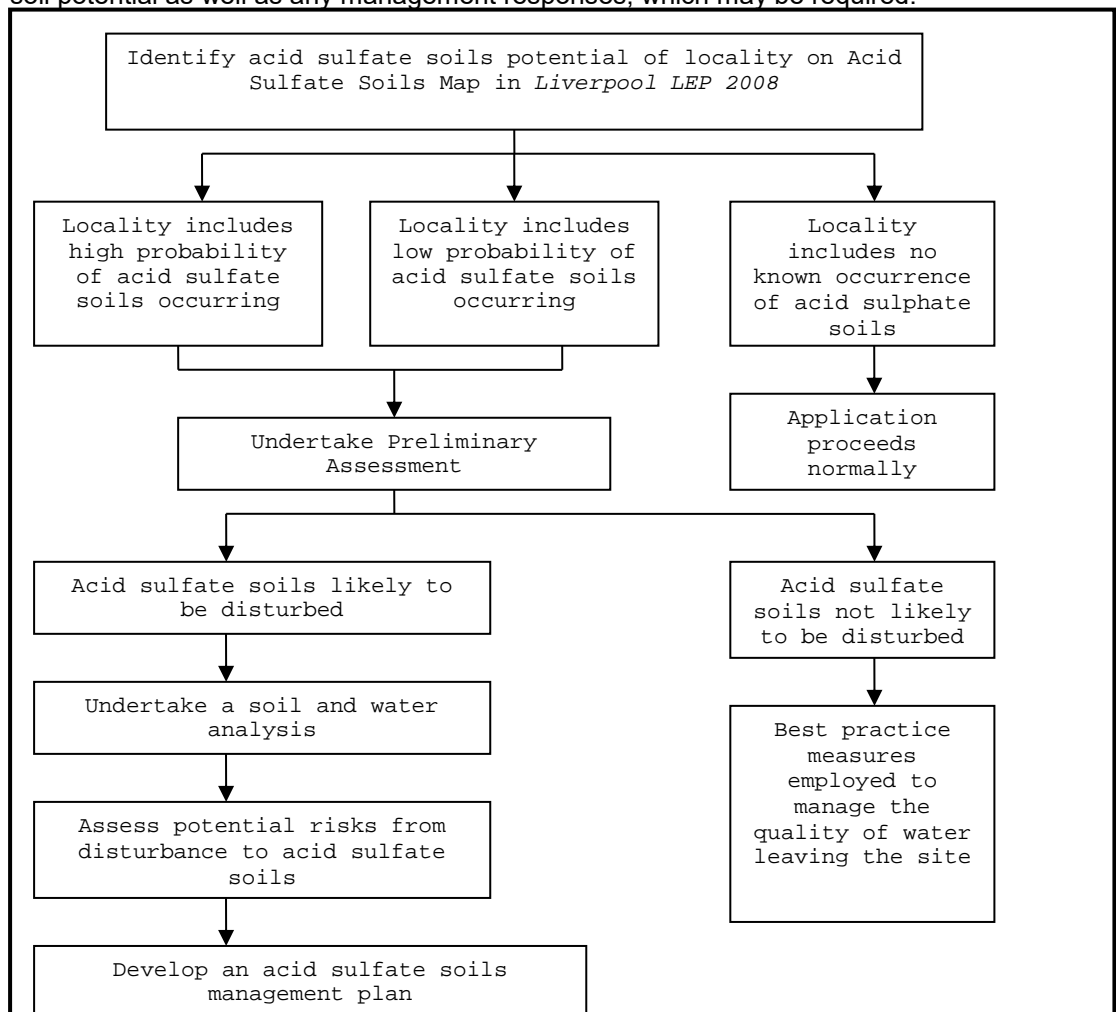 soil potential as well as any management responses, which may be required.
Identify acid sulfate soils potential of locality on Acid
Sulfate Soils Map in Liverpool LEP 2008
Locality includes
high probability
of acid sulfate
soils occurring
Locality includes
low probability of
acid sulfate soils
occurring
Locality
includes no
known occurrence
of acid sulphate
soils
Application
proceeds
normally
Undertake Preliminary
Assessment
Acid sulfate soils likely to
be disturbed
Acid sulfate
soils not likely
to be disturbed
Undertake a soil and water
analysis
Best practice
measures
employed to
manage the
quality of water
leaving the site
Assess potential risks from
disturbance to acid sulfate
soils
Develop an acid sulfate soils
management plan